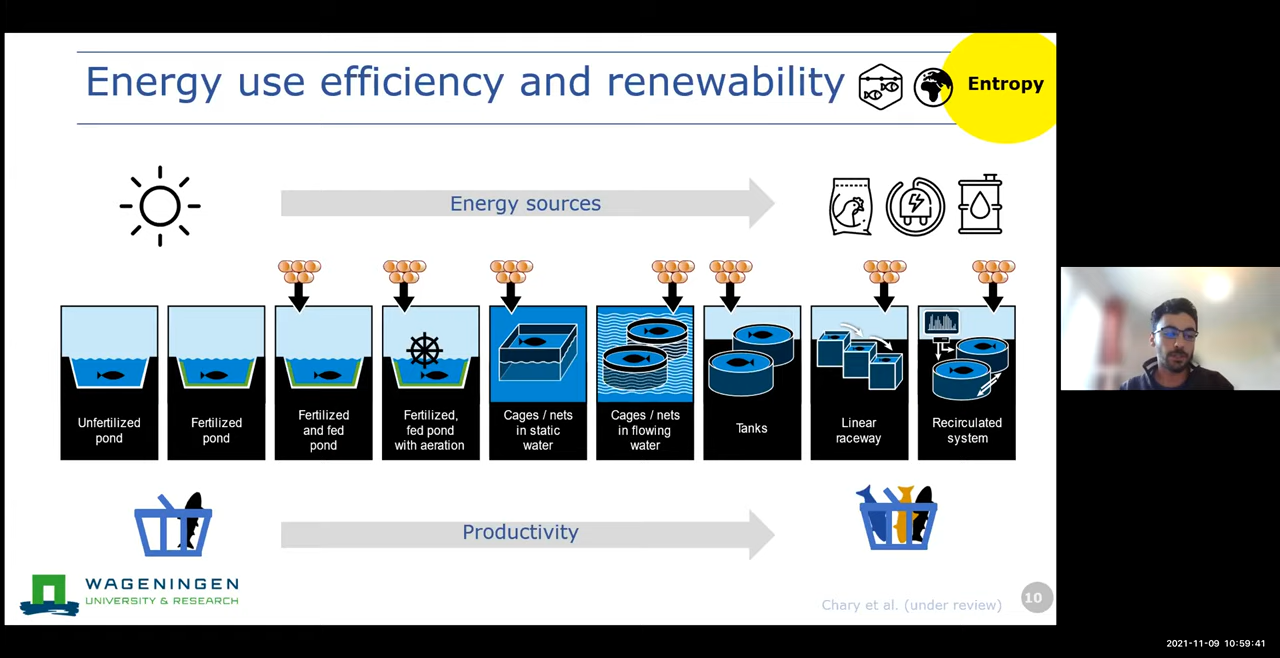 Energy use efficiency and renewability
Entropy
Energy sources
Unfertilized
pond
Fertilized
pond
Fertilized
and fed
pond
Fertilized,
fed pond
with aeration
Cages / nets
in static
water
Cages / nets
in flowing
water
Tanks
Linear
raceway
Recirculated
system
Productivity
WAGENINGEN
UNIVERSITY & RESEARCH
Chary et al. (under review)
10
2021-11-09 10:59:41